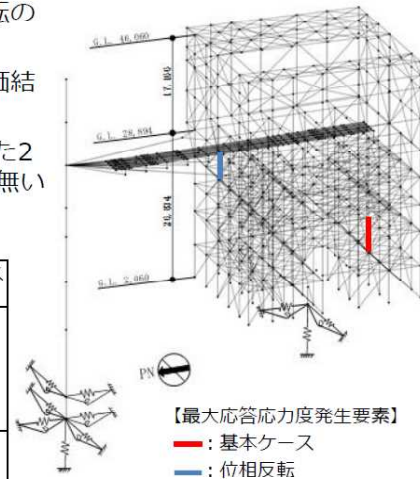 転の
価結
た2
無い
G.L. 46,060
17,166
G.L. 28,894
26,834
G.L. 2,060
PN
【最大応答応力度発生要素】
：基本ケース
：位相反転